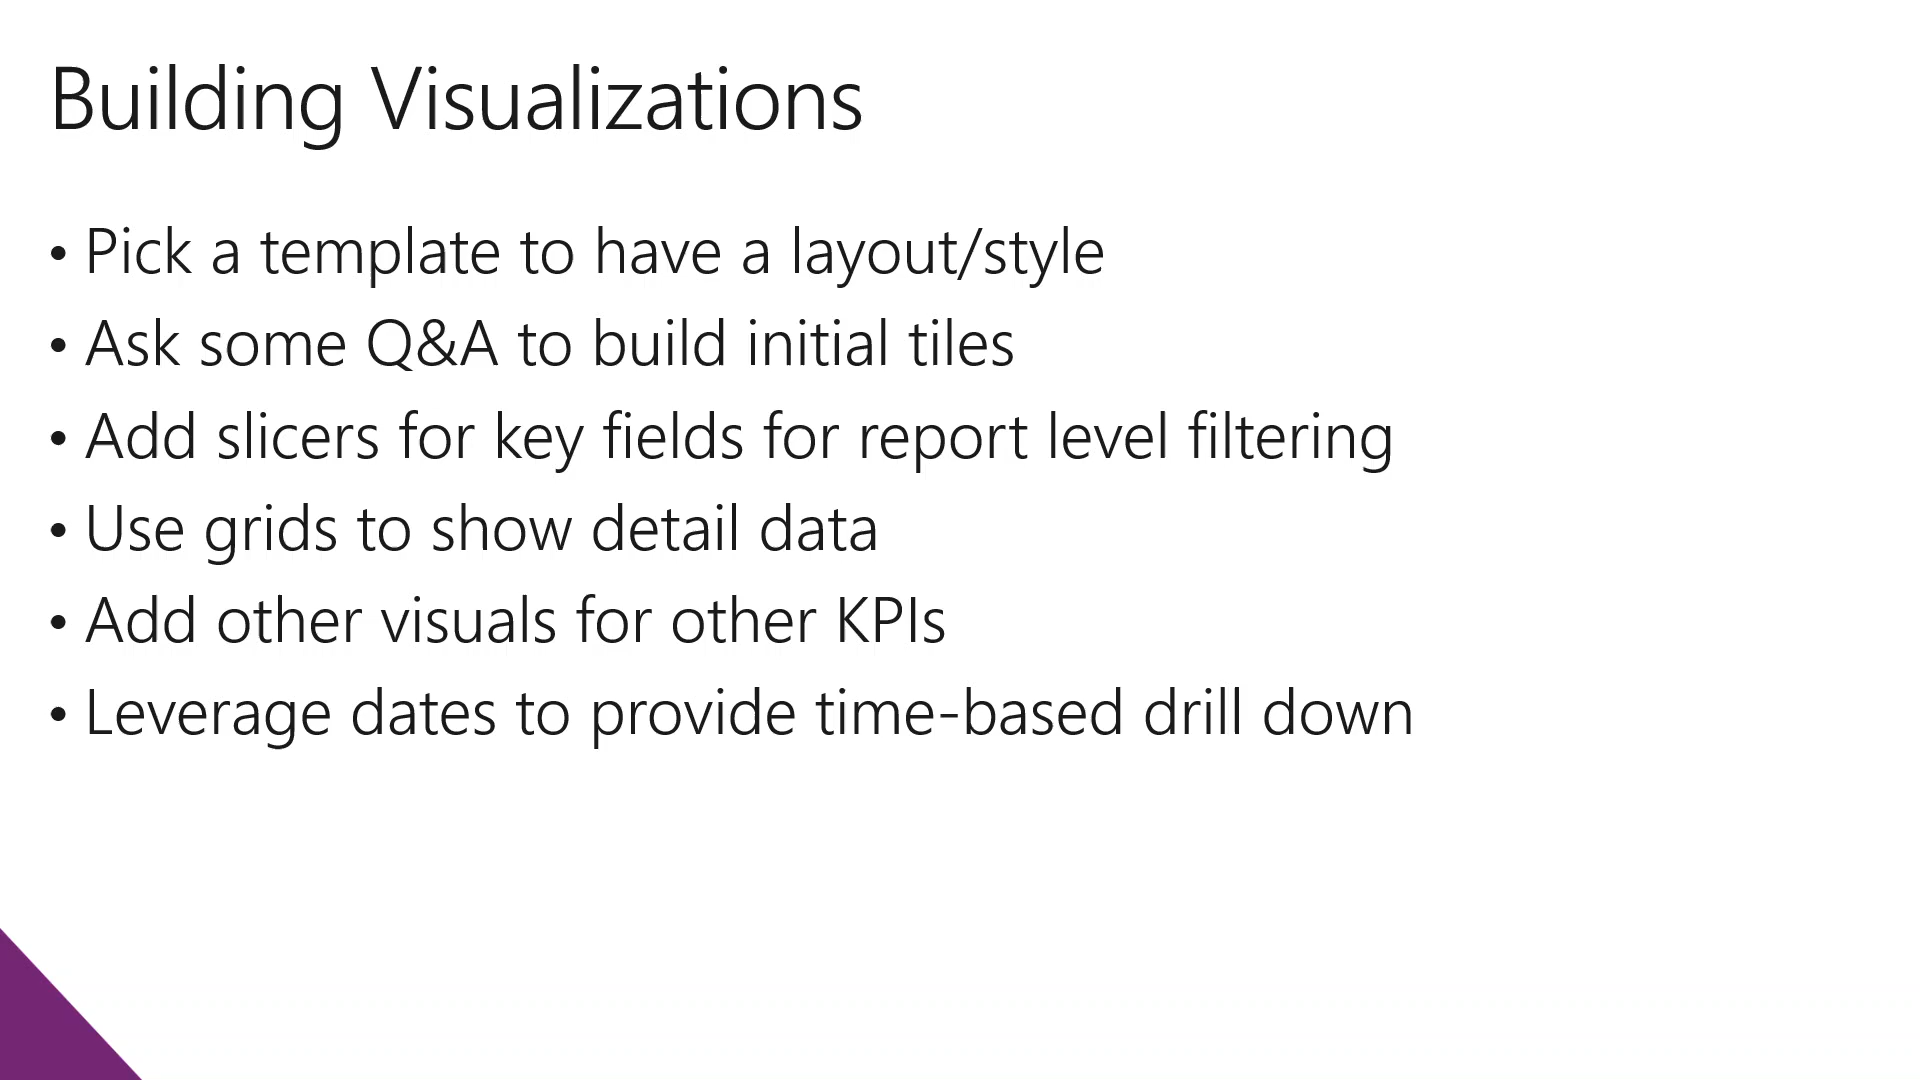 Building Visualizations
• Pick a template to have a layout/style
• Ask some Q&A to build initial tiles
• Add slicers for key fields for report level filtering
• Use grids to show detail data
• Add other visuals for other KPIs
• Leverage dates to provide time-based drill down